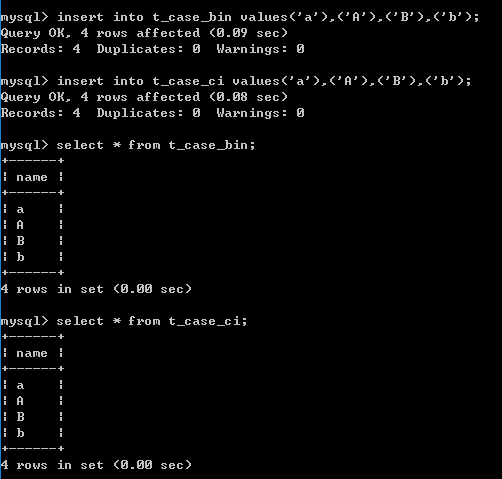 mysql> insert into t_case_bin values('a'),('A'),('B'),('b');
Query OK, 4 rows affected (0.09 sec)
Records: 4  Duplicates: 0  Warnings: 0
mysql> insert into t_case_ci values('a'),('A'),('B'),('b');
Query OK, 4 rows affected (0.08 sec)
Records: 4  Duplicates: 0  Warnings: 0
mysql> select * from t_case_bin;
+------+
¦ name ¦
+------+
¦ a    ¦
¦ A    ¦
¦ B    ¦
¦ b    ¦
+------+
4 rows in set (0.00 sec)
mysql> select * from t_case_ci;
+------+
¦ name ¦
+------+
¦ a    ¦
¦ A    ¦
¦ B    ¦
¦ b    ¦
+------+
4 rows in set (0.00 sec)